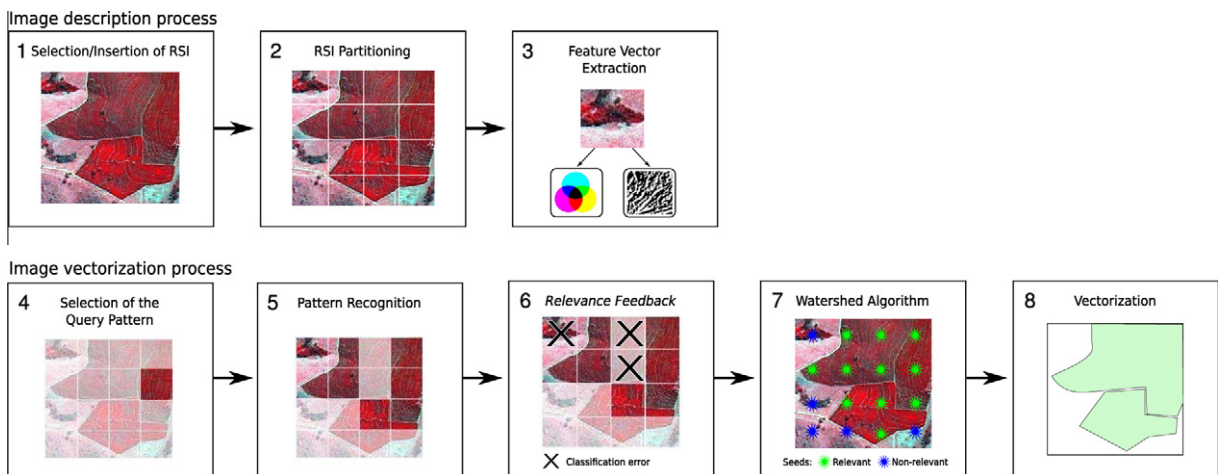 Image description process
1 Selection/Insertion of RSI
2 RSI Partitioning
3 Feature Vector
Extraction
Image vectorization process
4 Selection of the
Query Pattern
5 Pattern Recognition
6 Relevance Feedback
X Classification error
7 Watershed Algorithm
Seeds: Relevant Non-relevant
8 Vectorization